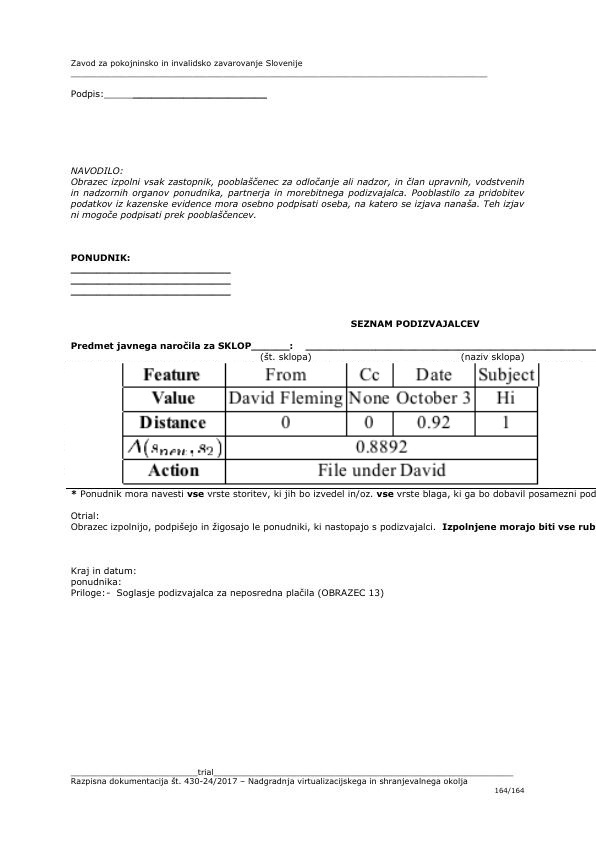 Zavod za pokojninsko in invalidsko zavarovanje Slovenije
Podpis:
NAVODILO:
Obrazec izpolni vsak zastopnik, pooblaščenec za odločanje ali nadzor, in član upravnih, vodstvenih
in nadzornih organov ponudnika, partnerja in morebitnega podizvajalca. Pooblastilo za pridobitev
podatkov iz kazenske evidence mora osebno podpisati oseba, na katero se izjava nanaša. Teh izjav
ni mogoče podpisati prek pooblaščencev.
PONUDNIK:
SEZNAM PODIZVAJALCEV
Predmet javnega naročila za SKLOP______:
(št. sklopa) (naziv sklopa)
Feature From Cc Date Subject
Value David Fleming None October 3 Hi
Distance 0 0 0.92 1
Λ(s_new, s_2) 0.8892
Action File under David
* Ponudnik mora navesti vse vrste storitev, ki jih bo izvedel in/oz. vse vrste blaga, ki ga bo dobavil posamezni pod
Otrial:
Obrazec izpolnijo, podpišejo in žigosajo le ponudniki, ki nastopajo s podizvajalci. Izpolnjene morajo biti vse rub
Kraj in datum:
ponudnika:
Priloge:- Soglasje podizvajalca za neposredna plačila (OBRAZEC 13)
trial
Razpisna dokumentacija št. 430-24/2017 – Nadgradnja virtualizacijskega in shranjevalnega okolja
164/164